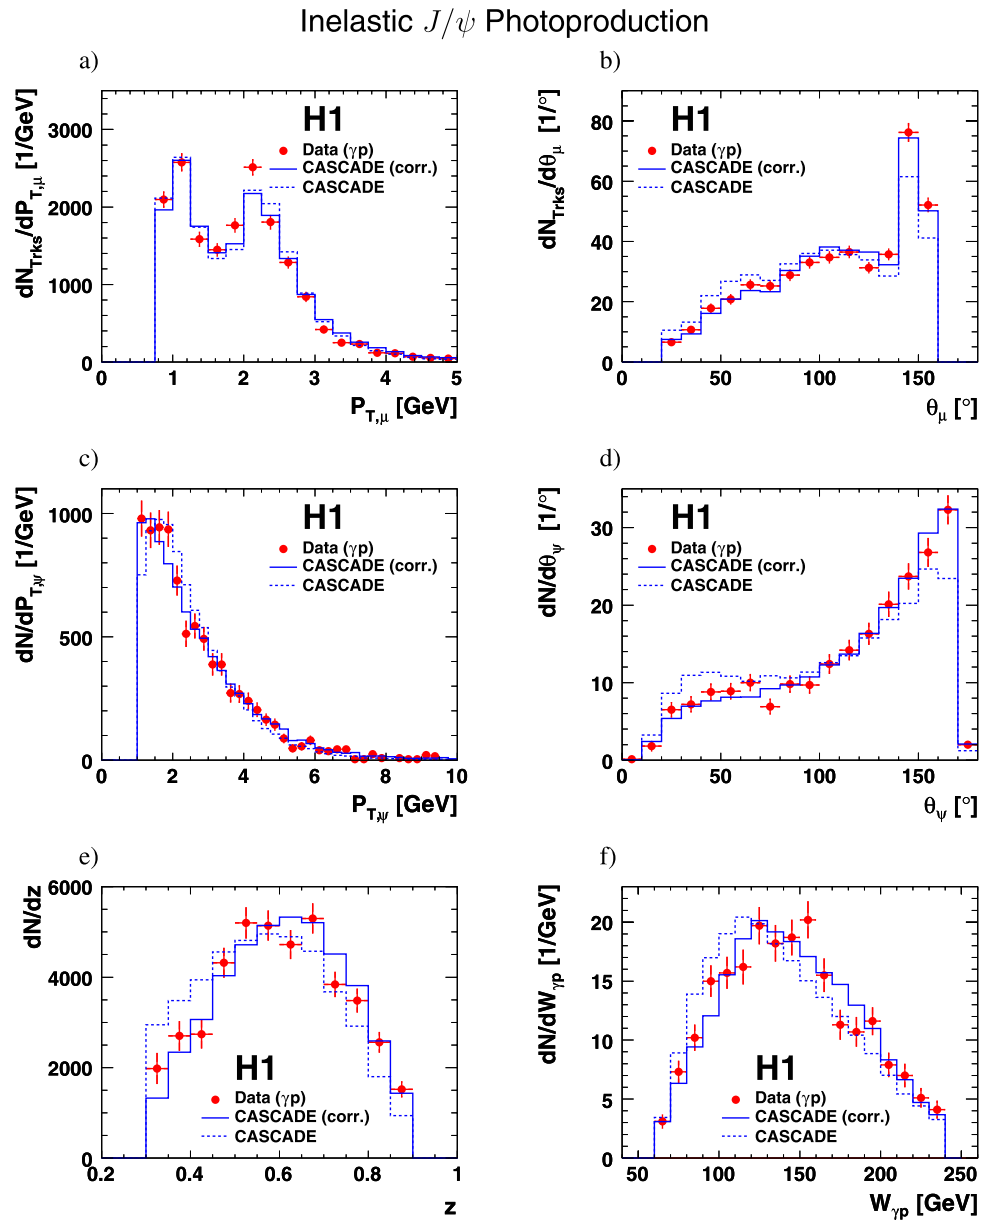 Inelastic J/ψ Photoproduction
a)
dN_Trks/dP_T,μ [1/GeV]
3000
2000
1000
0
H1
Data (γp)
CASCADE (corr.)
CASCADE
0 1 2 3 4 5
P_T,μ [GeV]
b)
dN_Trks/dθ_μ [1/°]
80
60
40
20
0
H1
Data (γp)
CASCADE (corr.)
CASCADE
0 50 100 150
θ_μ [°]
c)
dN/dP_T,ψ [1/GeV]
1000
500
0
H1
Data (γp)
CASCADE (corr.)
CASCADE
0 2 4 6 8 10
P_T,ψ [GeV]
d)
dN/dθ_ψ [1/°]
30
20
10
0
H1
Data (γp)
CASCADE (corr.)
CASCADE
0 50 100 150
θ_ψ [°]
e)
dN/dz
6000
4000
2000
0
H1
Data (γp)
CASCADE (corr.)
CASCADE
0.2 0.4 0.6 0.8 1
z
f)
dN/dW_γp [1/GeV]
20
15
10
5
0
H1
Data (γp)
CASCADE (corr.)
CASCADE
50 100 150 200 250
W_γp [GeV]